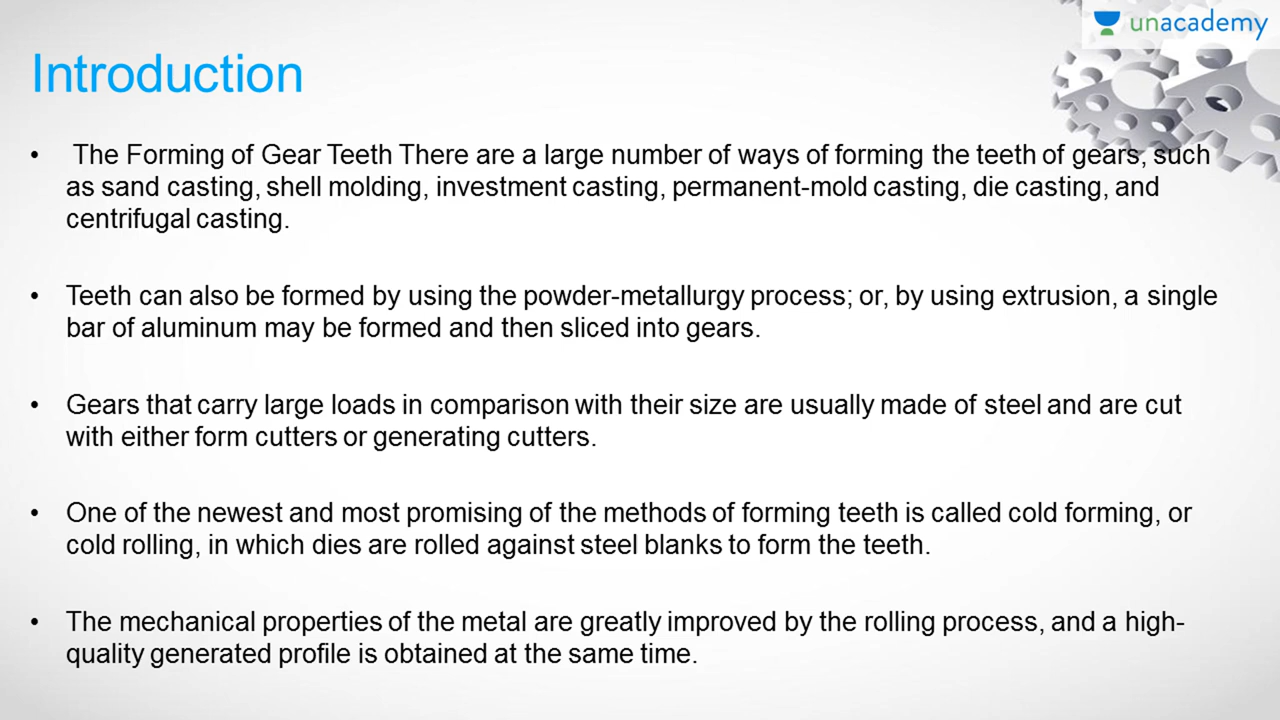 unacademy
Introduction
• The Forming of Gear Teeth There are a large number of ways of forming the teeth of gears, such
as sand casting, shell molding, investment casting, permanent-mold casting, die casting, and
centrifugal casting.
• Teeth can also be formed by using the powder-metallurgy process; or, by using extrusion, a single
bar of aluminum may be formed and then sliced into gears.
• Gears that carry large loads in comparison with their size are usually made of steel and are cut
with either form cutters or generating cutters.
• One of the newest and most promising of the methods of forming teeth is called cold forming, or
cold rolling, in which dies are rolled against steel blanks to form the teeth.
• The mechanical properties of the metal are greatly improved by the rolling process, and a high-
quality generated profile is obtained at the same time.